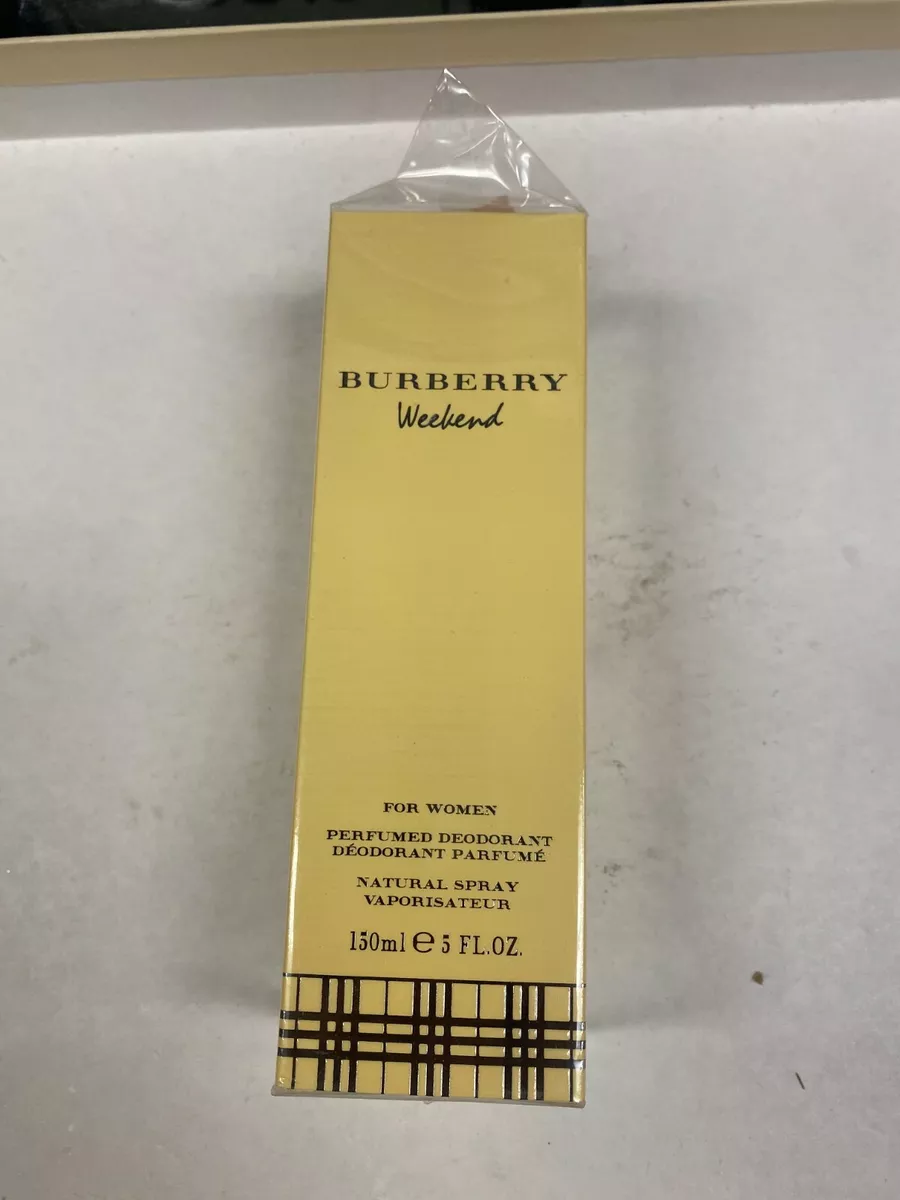 BURBERRY
Weekend
FOR WOMEN
PERFUMED DEODORANT
DÉODORANT PARFUMÉ
NATURAL SPRAY
VAPORISATEUR
150ml ℮ 5 FL.OZ.